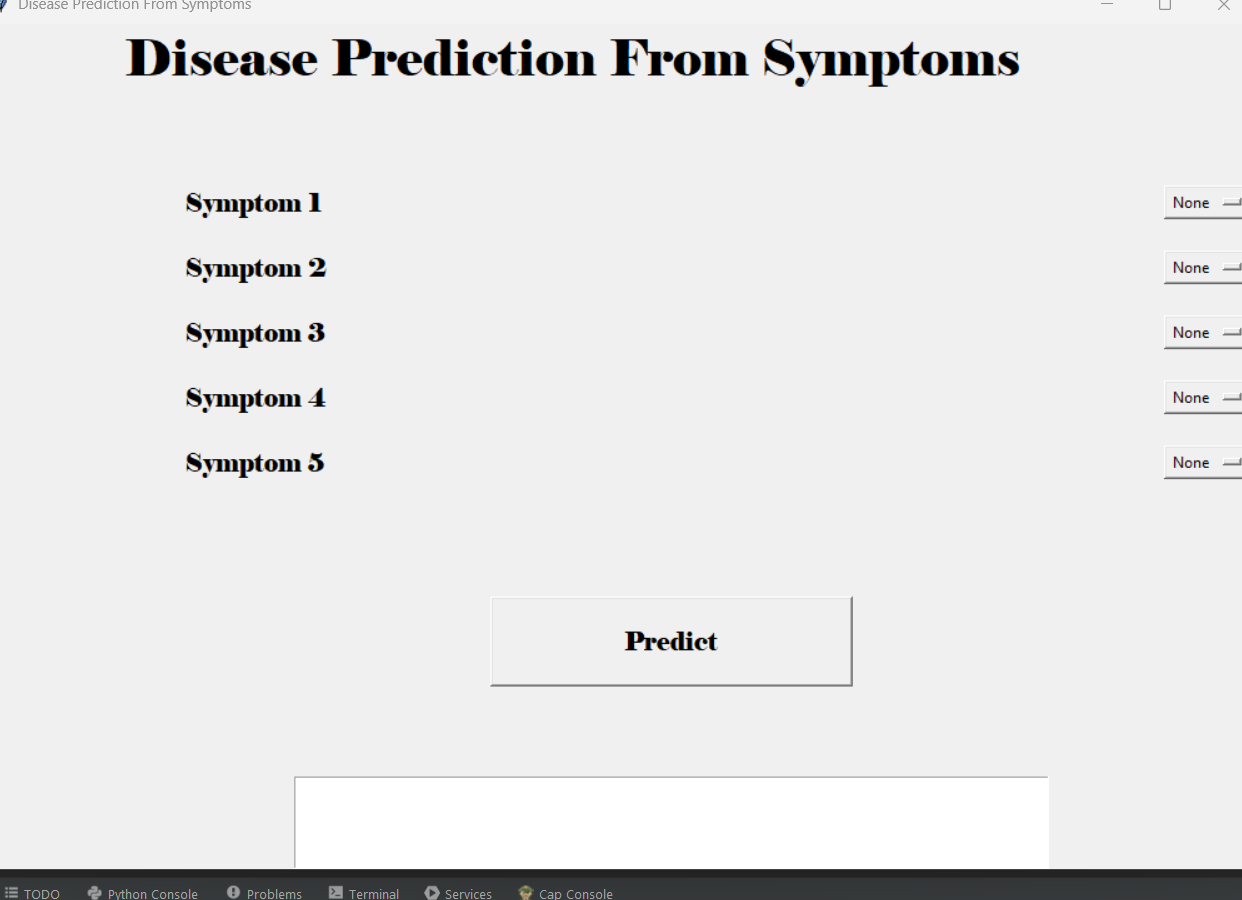 Disease Prediction From Symptoms
Disease Prediction From Symptoms
Symptom 1 None
Symptom 2 None
Symptom 3 None
Symptom 4 None
Symptom 5 None
Predict
TODO Python Console Problems Terminal Services Cap Console